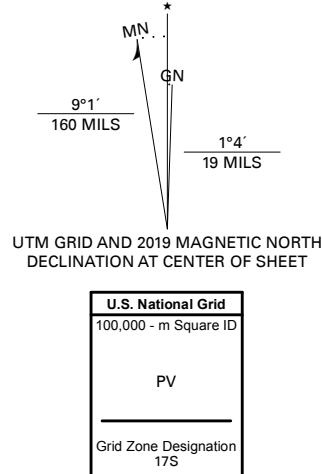 ★
MN
GN
9°1´
160 MILS
1°4´
19 MILS
UTM GRID AND 2019 MAGNETIC NORTH
DECLINATION AT CENTER OF SHEET
U.S. National Grid
100,000 - m Square ID
PV
Grid Zone Designation
17S